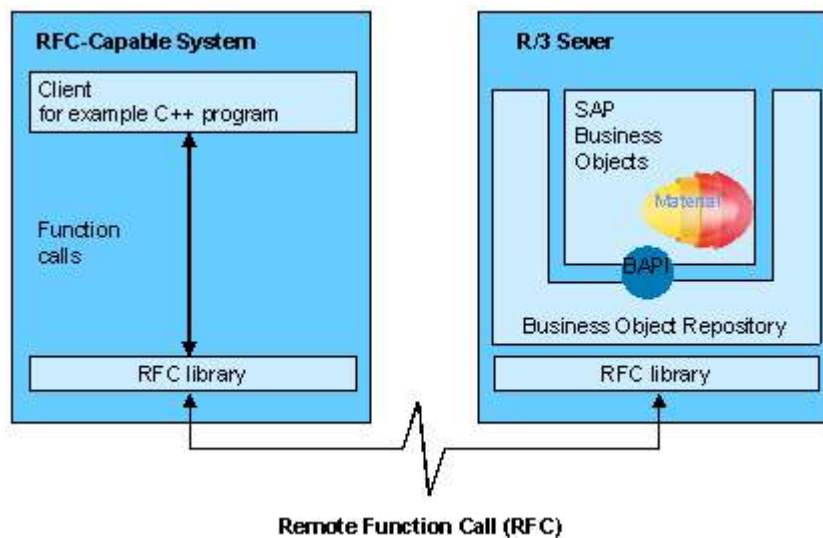 RFC-Capable System
Client
for example C++ program
Function
calls
RFC library
R/3 Sever
SAP
Business
Objects
Material
BAPI
Business Object Repository
RFC library
Remote Function Call (RFC)